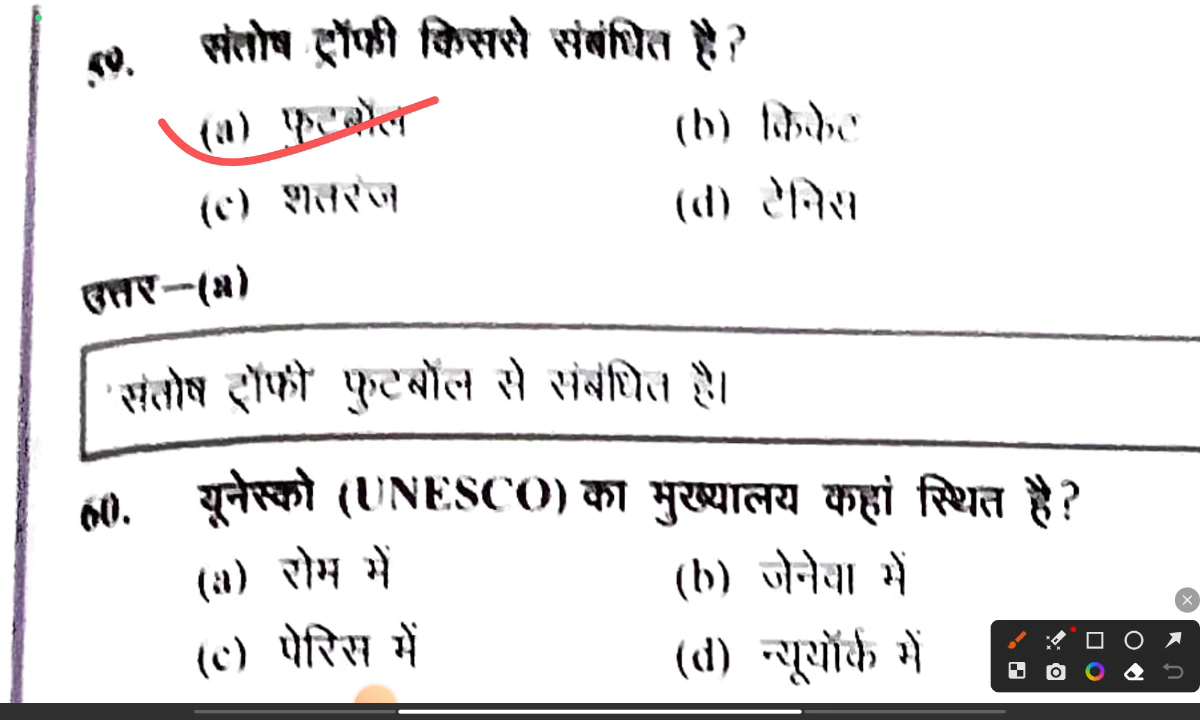 59. संतोष ट्रॉफी किससे संबंधित है?
(a) फुटबॉल (b) क्रिकेट
(c) शतरंज (d) टेनिस
उत्तर—(a)
संतोष ट्रॉफी फुटबॉल से संबंधित है।
60. यूनेस्को (UNESCO) का मुख्यालय कहां स्थित है?
(a) रोम में (b) जेनेवा में
(c) पेरिस में (d) न्यूयॉर्क में